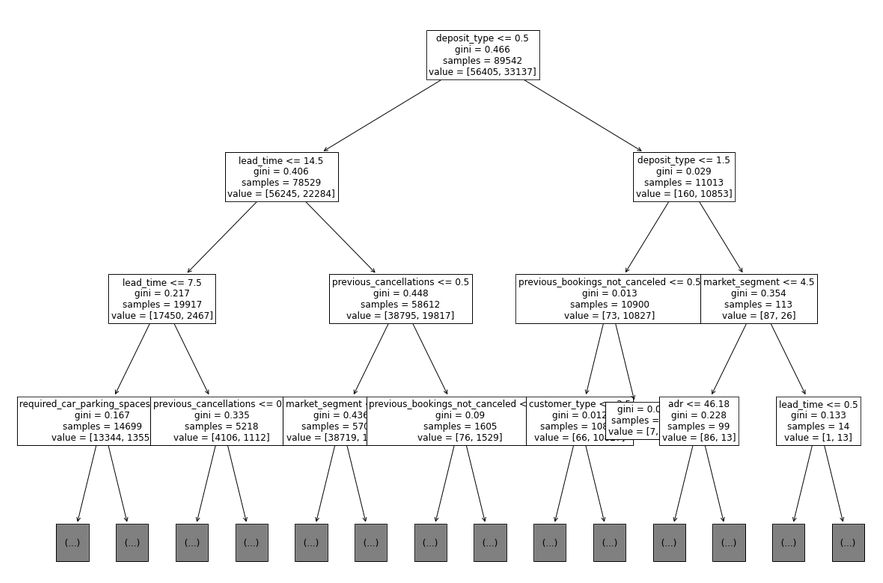 deposit_type <= 0.5
gini = 0.466
samples = 89542
value = [56405, 33137]
lead_time <= 14.5
gini = 0.406
samples = 78529
value = [56245, 22284]
deposit_type <= 1.5
gini = 0.029
samples = 11013
value = [160, 10853]
lead_time <= 7.5
gini = 0.217
samples = 19917
value = [17450, 2467]
previous_cancellations <= 0.5
gini = 0.448
samples = 58612
value = [38795, 19817]
previous_bookings_not_canceled <= 0.5
gini = 0.013
samples = 10900
value = [73, 10827]
market_segment <= 4.5
gini = 0.354
samples = 113
value = [87, 26]
required_car_parking_spaces
gini = 0.167
samples = 14699
value = [13344, 1355
previous_cancellations <= 0
gini = 0.335
samples = 5218
value = [4106, 1112]
market_segment
gini = 0.436
samples = 570
value = [38719, 1
previous_bookings_not_canceled <
gini = 0.09
samples = 1605
value = [76, 1529]
customer_type <
gini = 0.012
samples = 108
value = [66,
gini = 0.0
samples =
value = [7,
adr <= 46.18
gini = 0.228
samples = 99
value = [86, 13]
lead_time <= 0.5
gini = 0.133
samples = 14
value = [1, 13]
(...)
(...)
(...)
(...)
(...)
(...)
(...)
(...)
(...)
(...)
(...)
(...)
(...)
(...)